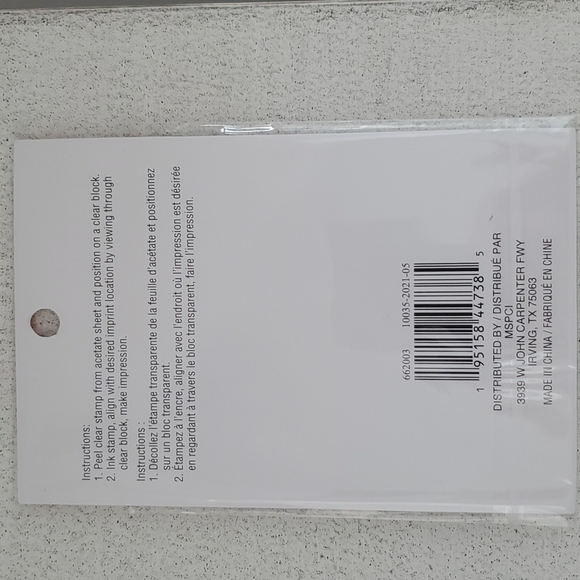 Instructions:
1. Peel clear stamp from acetate sheet and position on a clear block.
2. Ink stamp, align with desired imprint location by viewing through
clear block, make impression.
Instructions :
1. Décollez l'étampe transparente de la feuille d'acétate et positionnez
sur un bloc transparent.
2. Étampez à l'encre, aligner avec l'endroit où l'impression est désirée
en regardant à travers le bloc transparent, faire l'impression.
662003 10035-2021-05
1 95158 44738 5
DISTRIBUTED BY / DISTRIBUÉ PAR
MSPCI
3939 W JOHN CARPENTER FWY
IRVING, TX 75063
MADE IN CHINA / FABRIQUÉ EN CHINE